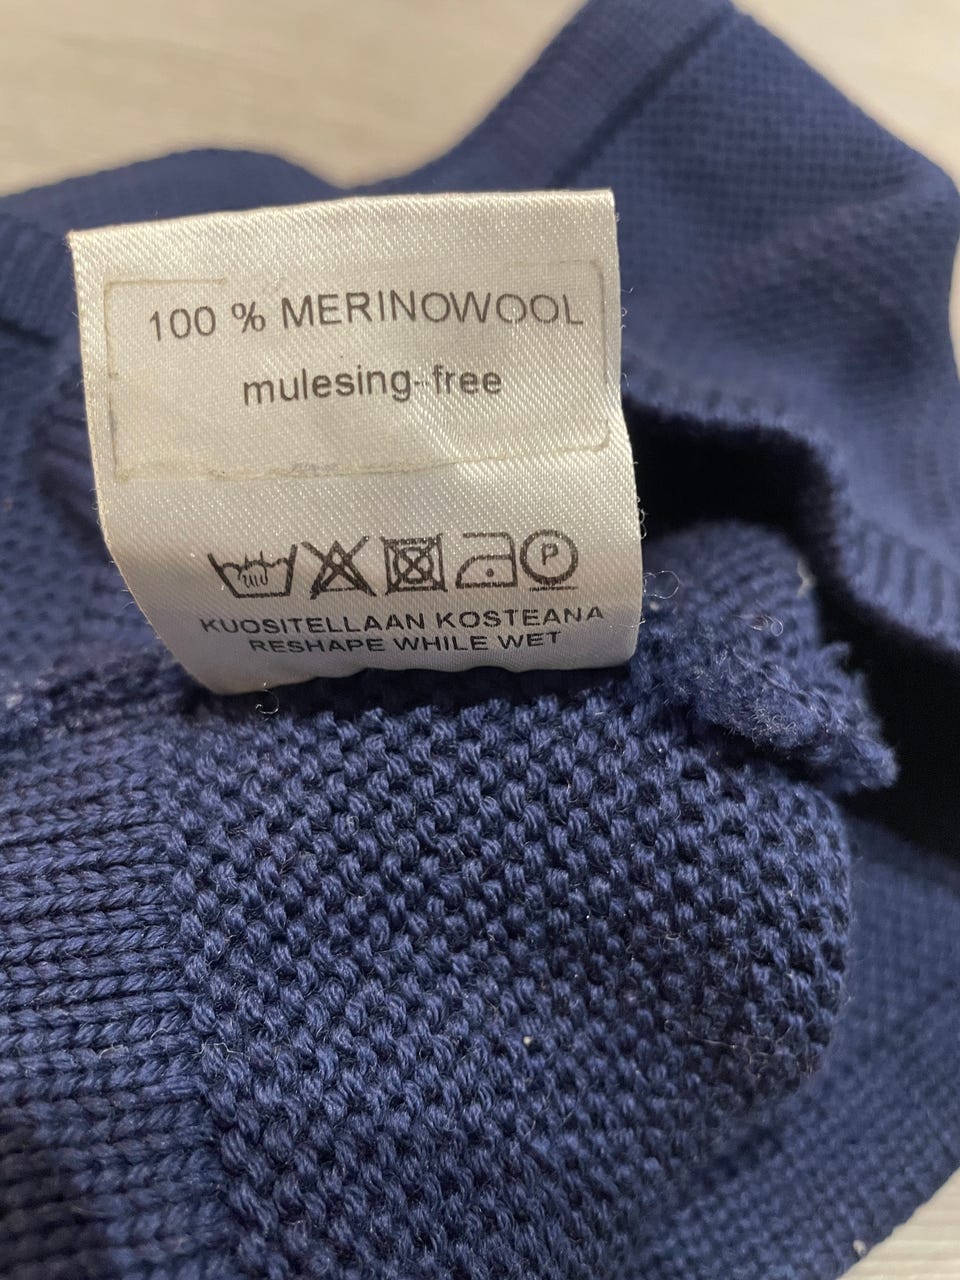 100 % MERINOWOOL
mulesing-free
P
KUOSITELLAAN KOSTEANA
RESHAPE WHILE WET